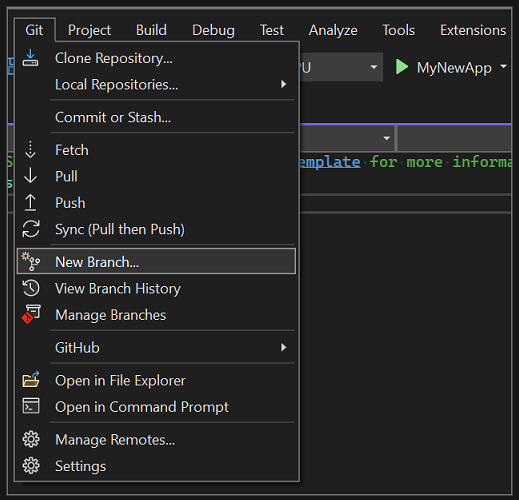 Git Project Build Debug Test Analyze Tools Extensions
Clone Repository...
MyNewApp
Local Repositories...
Commit or Stash...
Fetch
emplate for more informa
Pull
Push
Sync (Pull then Push)
New Branch...
View Branch History
Manage Branches
GitHub
Open in File Explorer
Open in Command Prompt
Manage Remotes...
Settings